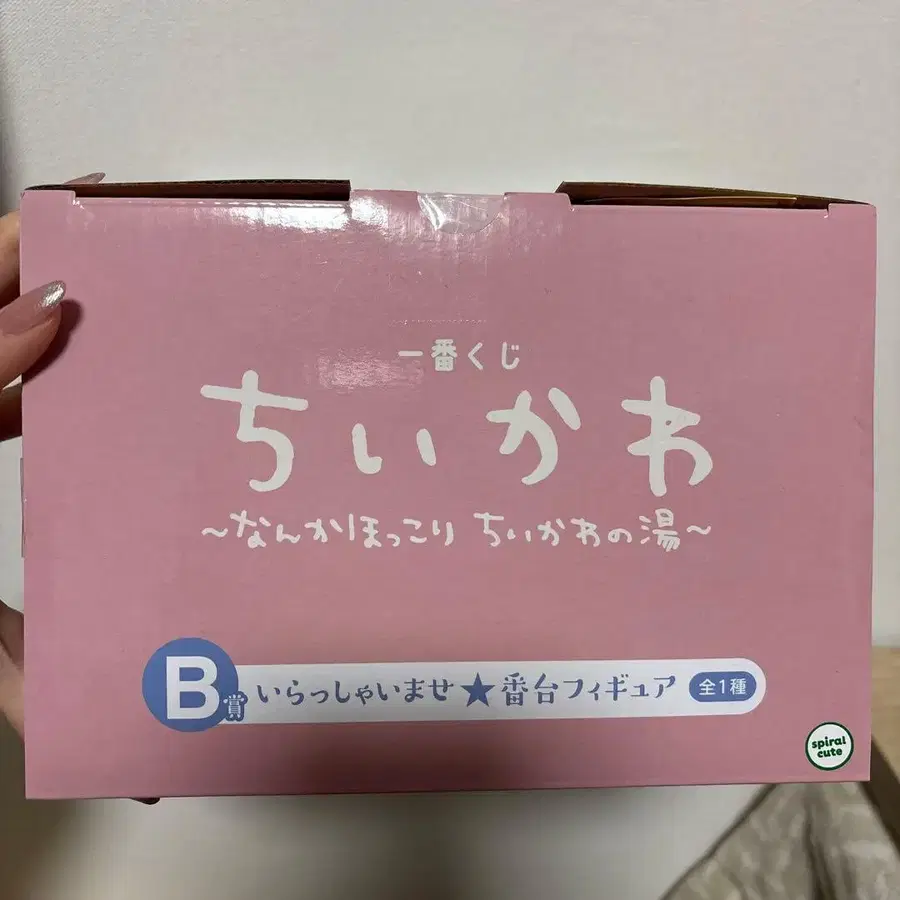 一番くじ
ちいかわ
～なんかほっこり ちいかわの湯～
B賞 いらっしゃいませ★番台フィギュア 全1種
spiral
cute